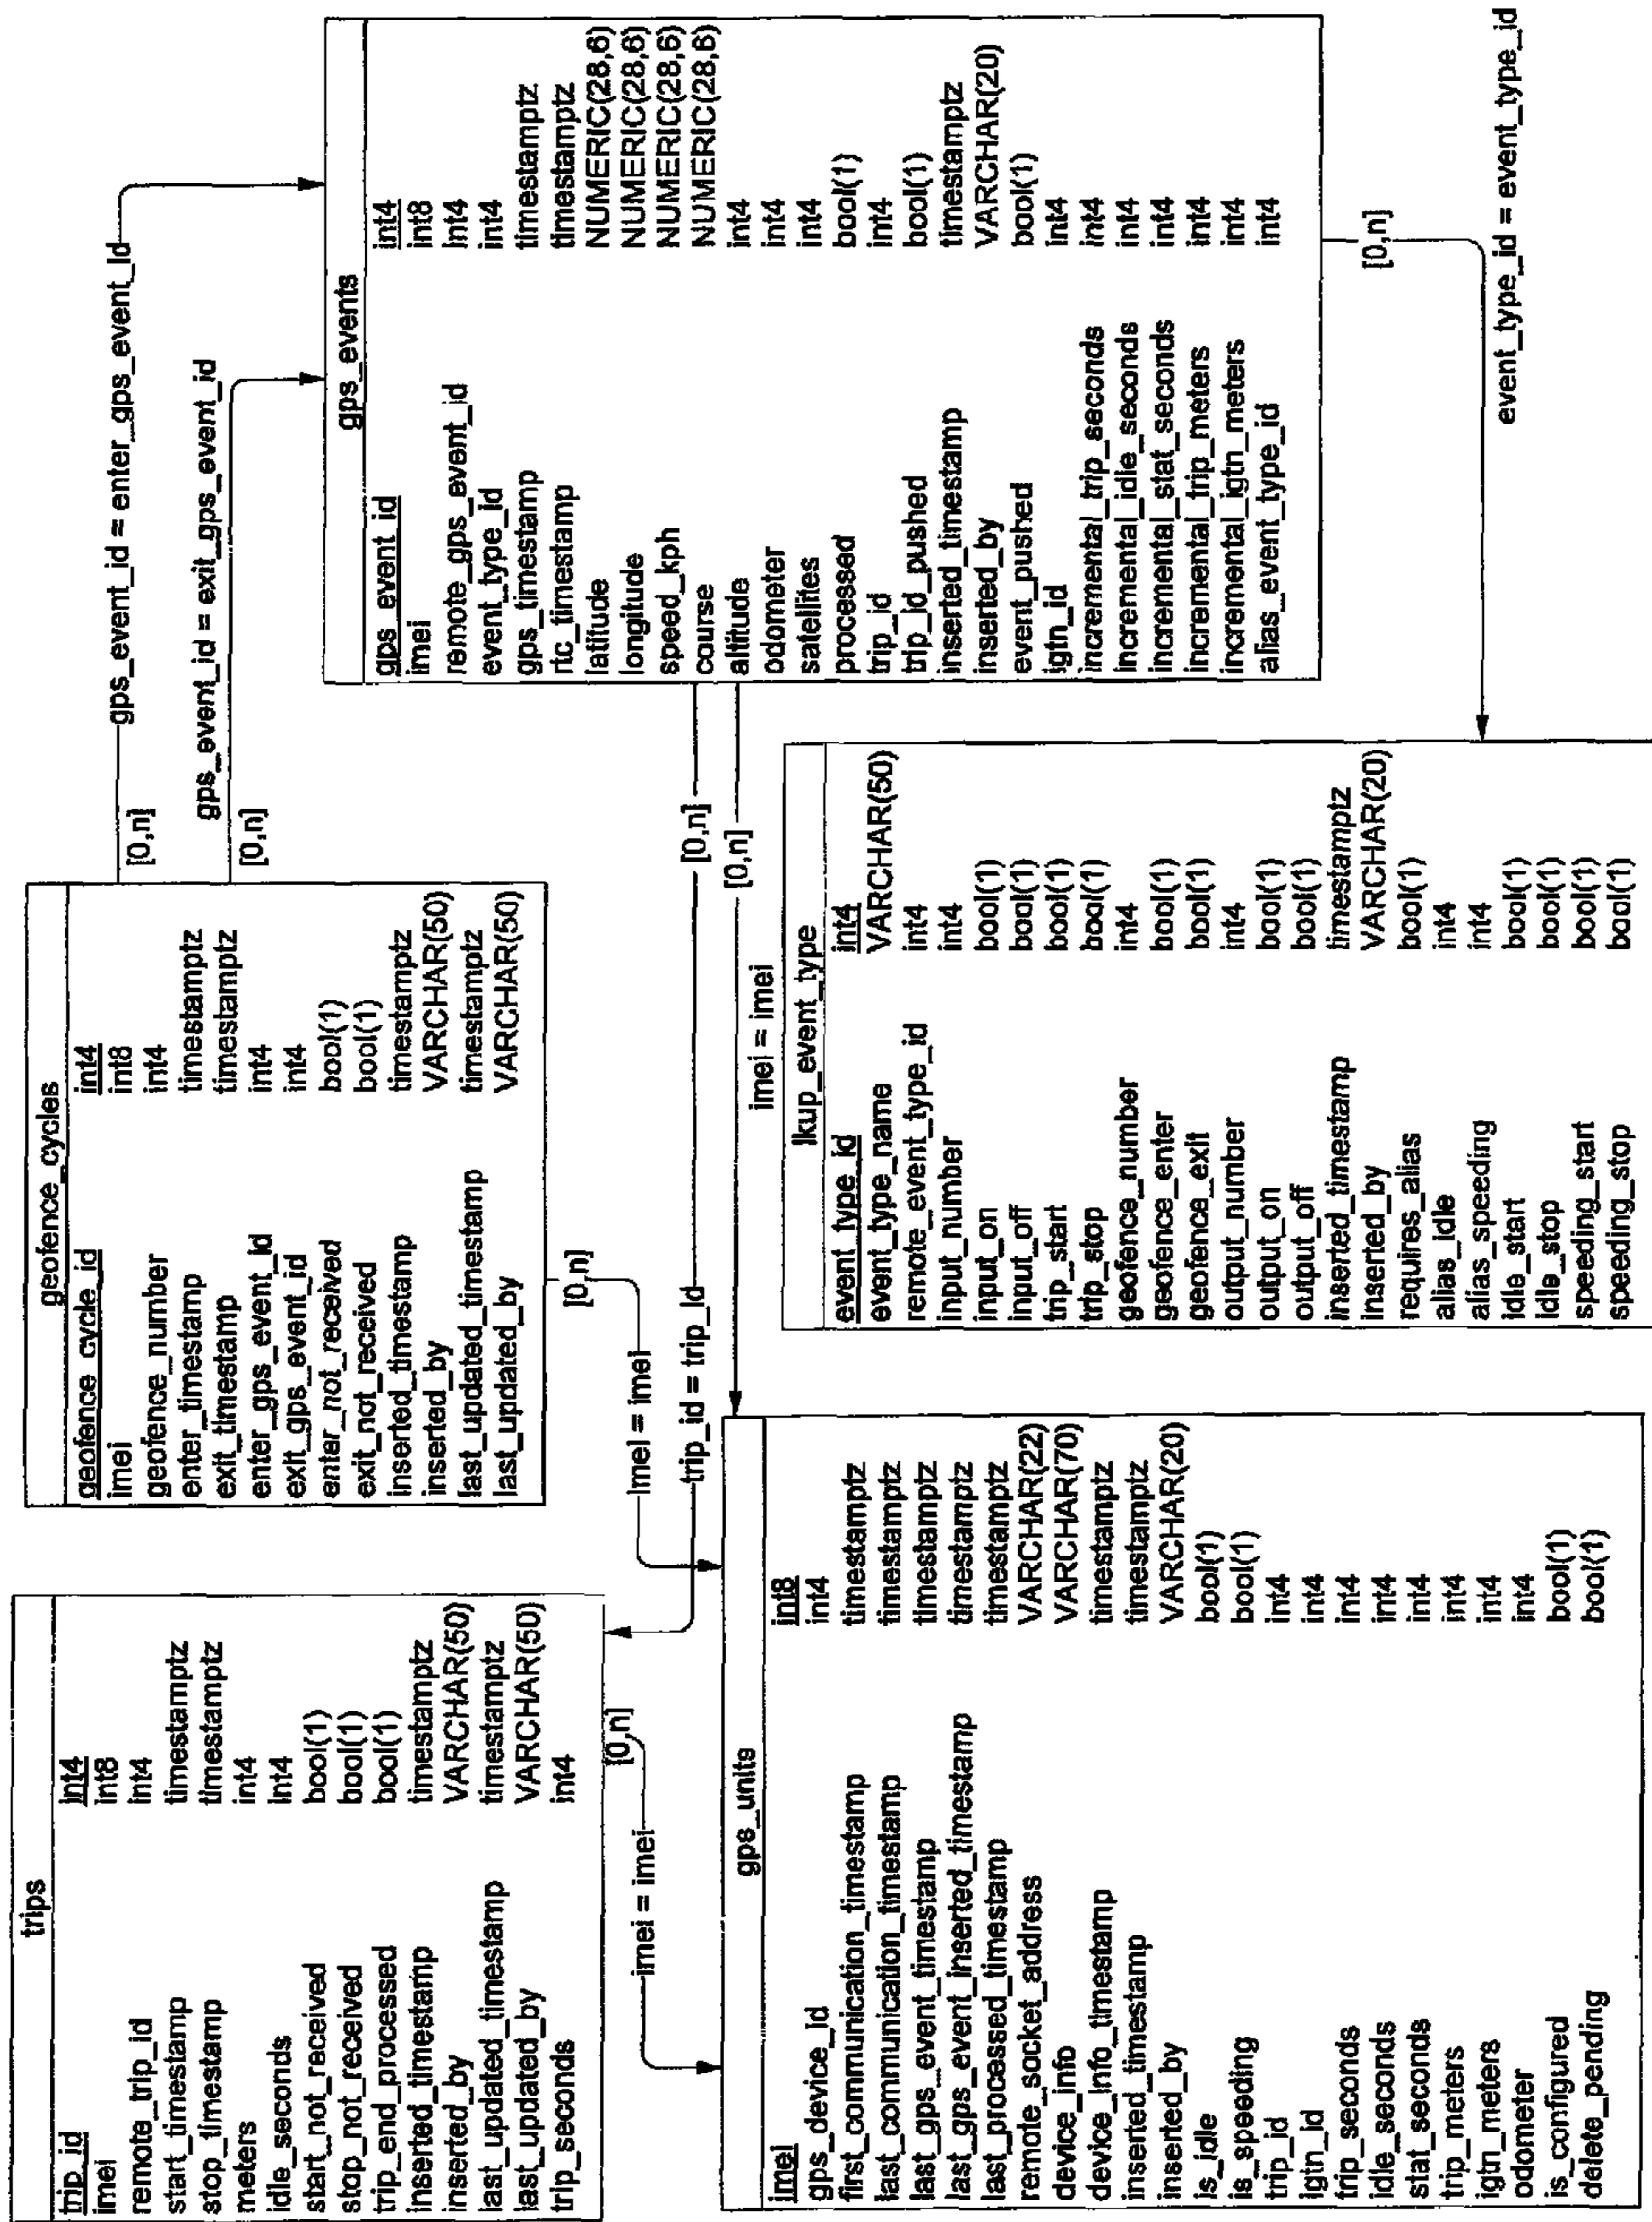 trips
trip_id int4
imei int8
remote_trip_id int4
start_timestamp timestamptz
stop_timestamp timestamptz
meters int4
idle_seconds int4
start_not_received bool(1)
stop_not_received bool(1)
trip_end_processed bool(1)
inserted_timestamp timestamptz
inserted_by VARCHAR(50)
last_updated_timestamp timestamptz
last_updated_by VARCHAR(50)
trip_seconds int4
[0,n]
imei = imei
geofence_cycles
geofence_cycle_id int4
imei int8
geofence_number int4
enter_timestamp timestamptz
exit_timestamp timestamptz
enter_gps_event_id int4
exit_gps_event_id int4
enter_not_received bool(1)
exit_not_received bool(1)
inserted_timestamp timestamptz
inserted_by VARCHAR(50)
last_updated_timestamp timestamptz
last_updated_by VARCHAR(50)
[0,n]
imei = imei
[0,n]
gps_event_id = enter_gps_event_id
[0,n]
gps_event_id = exit_gps_event_id
gps_events
gps_event_id int4
imei int8
remote_gps_event_id int4
event_type_id int4
gps_timestamp timestamptz
rtc_timestamp timestamptz
latitude NUMERIC(28,6)
longitude NUMERIC(28,6)
speed_kph NUMERIC(28,6)
course NUMERIC(28,6)
altitude int4
odometer int4
satellites int4
processed bool(1)
trip_id int4
trip_id_pushed bool(1)
inserted_timestamp timestamptz
inserted_by VARCHAR(20)
event_pushed bool(1)
igtn_id int4
incremental_trip_seconds int4
incremental_idle_seconds int4
incremental_stat_seconds int4
incremental_trip_meters int4
incremental_igtn_meters int4
alias_event_type_id int4
[0,n]
trip_id = trip_id
[0,n]
imei = imei
[0,n]
event_type_id = event_type_id
gps_units
imei int8
gps_device_id int4
first_communication_timestamp timestamptz
last_communication_timestamp timestamptz
last_gps_event_timestamp timestamptz
last_gps_event_inserted_timestamp timestamptz
last_processed_timestamp timestamptz
remote_socket_address VARCHAR(22)
device_info VARCHAR(70)
device_info_timestamp timestamptz
inserted_timestamp timestamptz
inserted_by VARCHAR(20)
is_idle bool(1)
is_speeding bool(1)
trip_id int4
igtn_id int4
trip_seconds int4
idle_seconds int4
stat_seconds int4
trip_meters int4
igtn_meters int4
odometer int4
is_configured bool(1)
delete_pending bool(1)
lkup_event_type
event_type_id int4
event_type_name VARCHAR(50)
remote_event_type_id int4
input_number int4
input_on bool(1)
input_off bool(1)
trip_start bool(1)
trip_stop bool(1)
geofence_number int4
geofence_enter bool(1)
geofence_exit bool(1)
output_number int4
output_on bool(1)
output_off bool(1)
inserted_timestamp timestamptz
inserted_by VARCHAR(20)
requires_alias bool(1)
alias_idle int4
alias_speeding int4
idle_start bool(1)
idle_stop bool(1)
speeding_start bool(1)
speeding_stop bool(1)